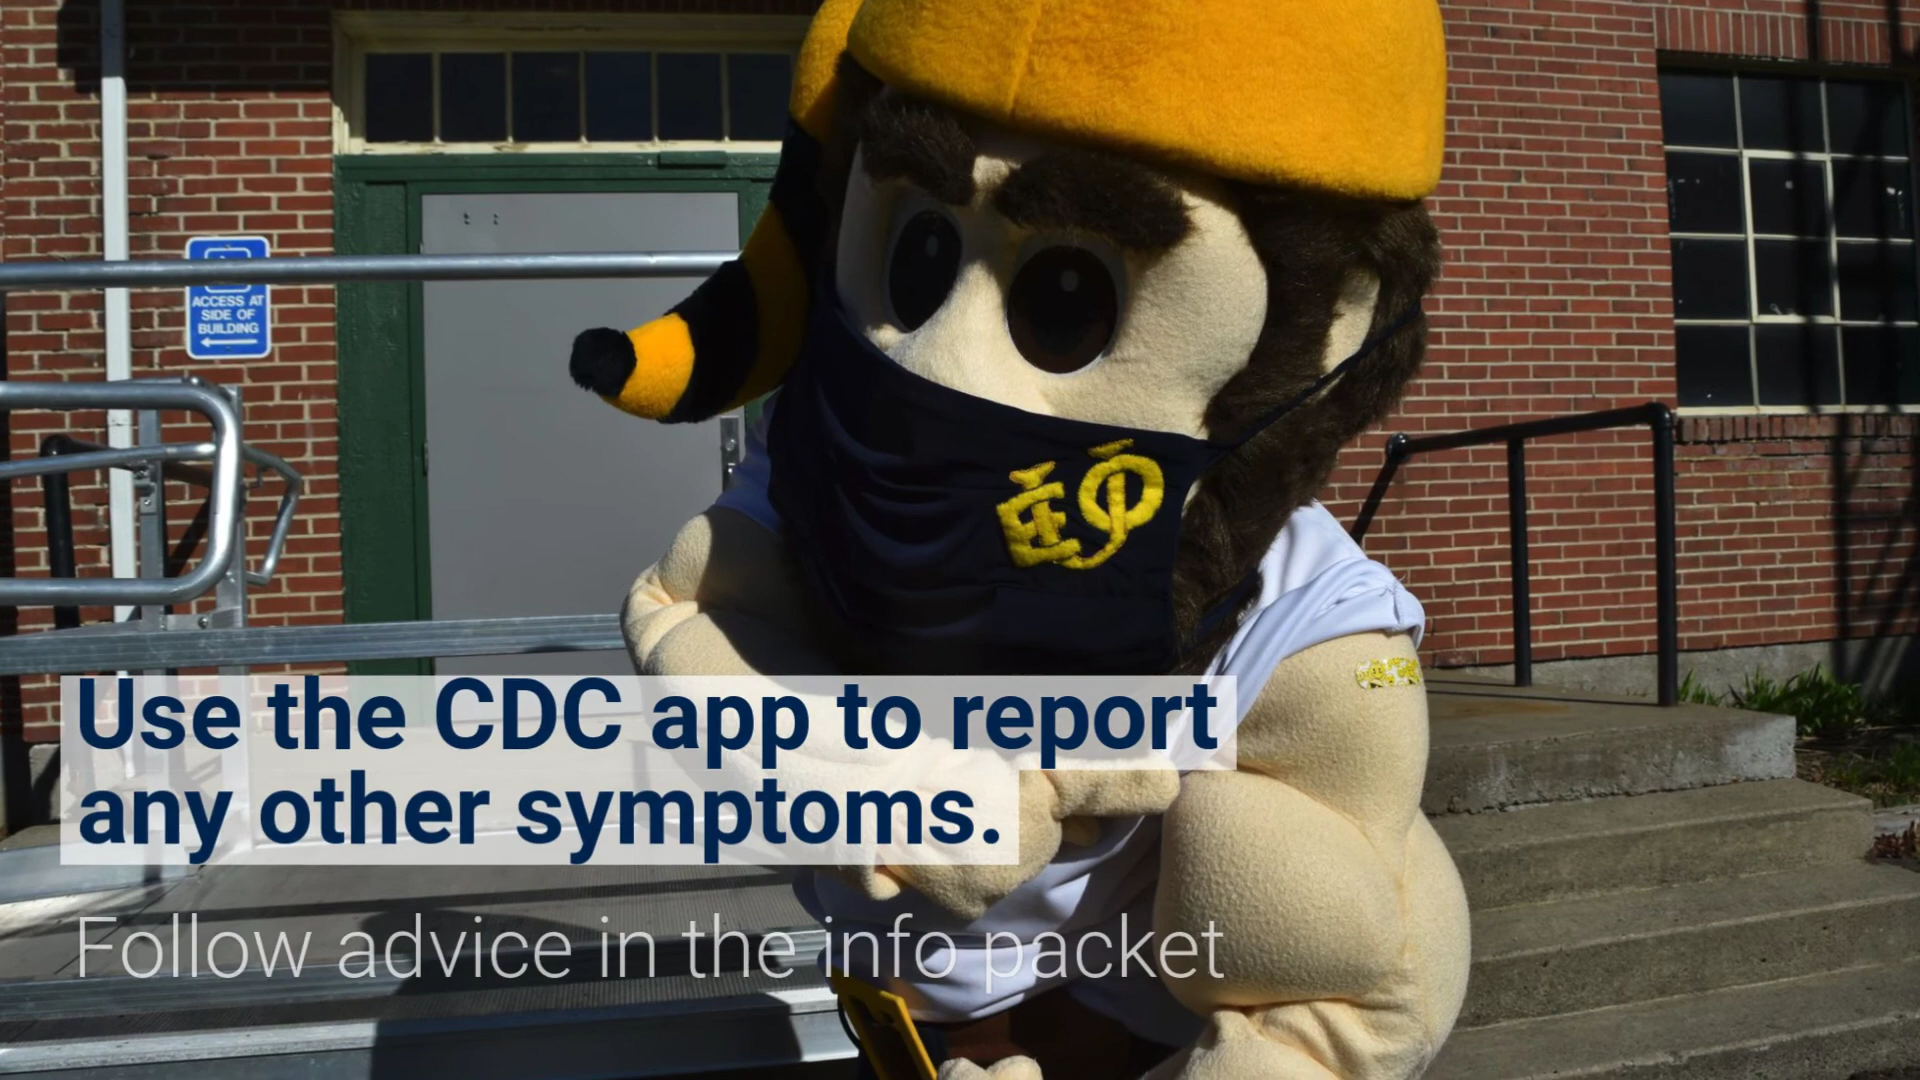 ACCESS AT
SIDE OF
BUILDING
EP
Use the CDC app to report
any other symptoms.
Follow advice in the info packet